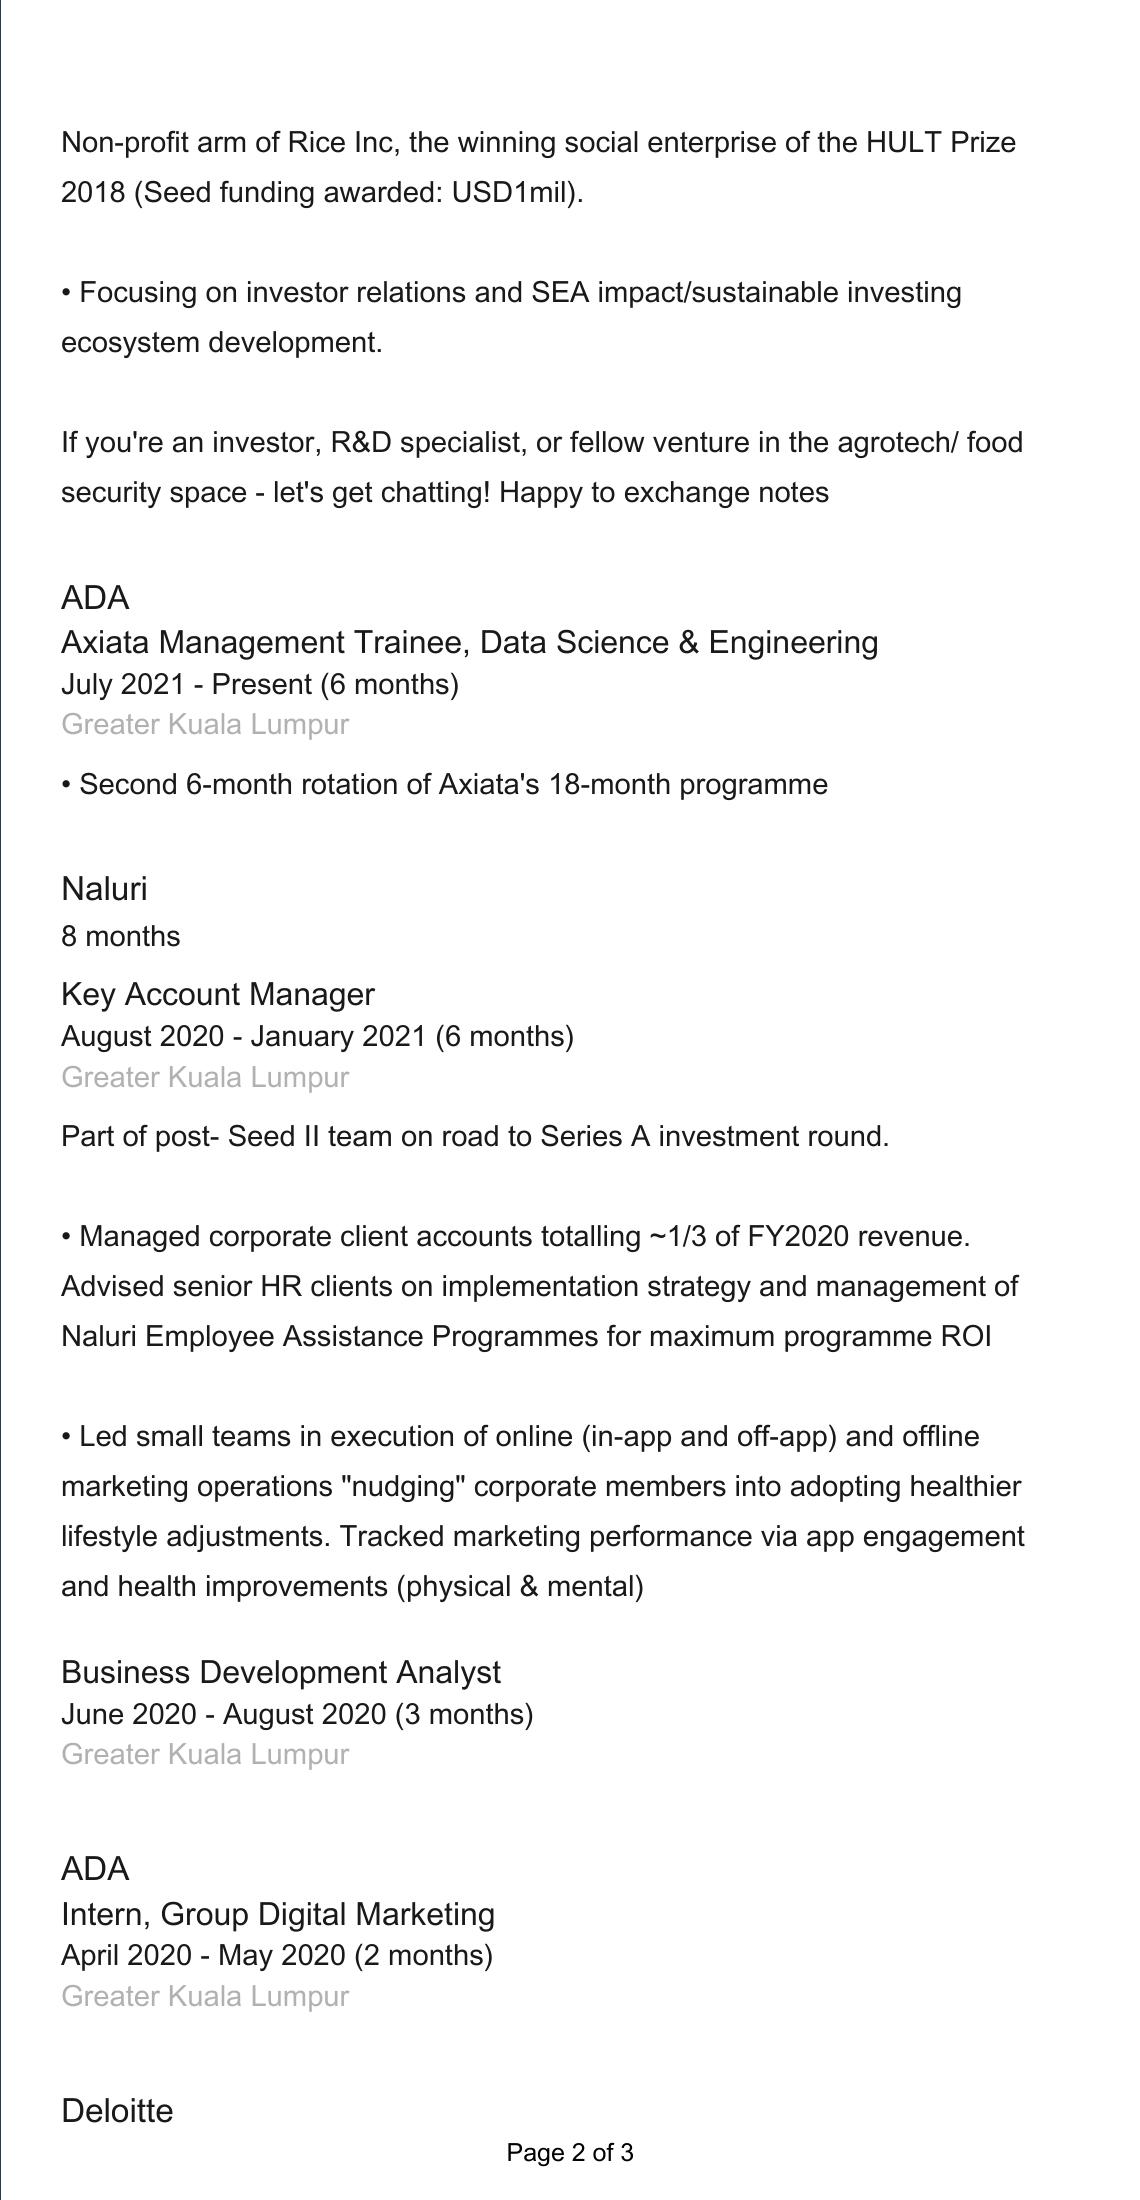 Non-profit arm of Rice Inc, the winning social enterprise of the HULT Prize
2018 (Seed funding awarded: USD1mil).
• Focusing on investor relations and SEA impact/sustainable investing
ecosystem development.
If you're an investor, R&D specialist, or fellow venture in the agrotech/ food
security space - let's get chatting! Happy to exchange notes
ADA
Axiata Management Trainee, Data Science & Engineering
July 2021 - Present (6 months)
Greater Kuala Lumpur
• Second 6-month rotation of Axiata's 18-month programme
Naluri
8 months
Key Account Manager
August 2020 - January 2021 (6 months)
Greater Kuala Lumpur
Part of post- Seed II team on road to Series A investment round.
• Managed corporate client accounts totalling ~1/3 of FY2020 revenue.
Advised senior HR clients on implementation strategy and management of
Naluri Employee Assistance Programmes for maximum programme ROI
• Led small teams in execution of online (in-app and off-app) and offline
marketing operations "nudging" corporate members into adopting healthier
lifestyle adjustments. Tracked marketing performance via app engagement
and health improvements (physical & mental)
Business Development Analyst
June 2020 - August 2020 (3 months)
Greater Kuala Lumpur
ADA
Intern, Group Digital Marketing
April 2020 - May 2020 (2 months)
Greater Kuala Lumpur
Deloitte
Page 2 of 3